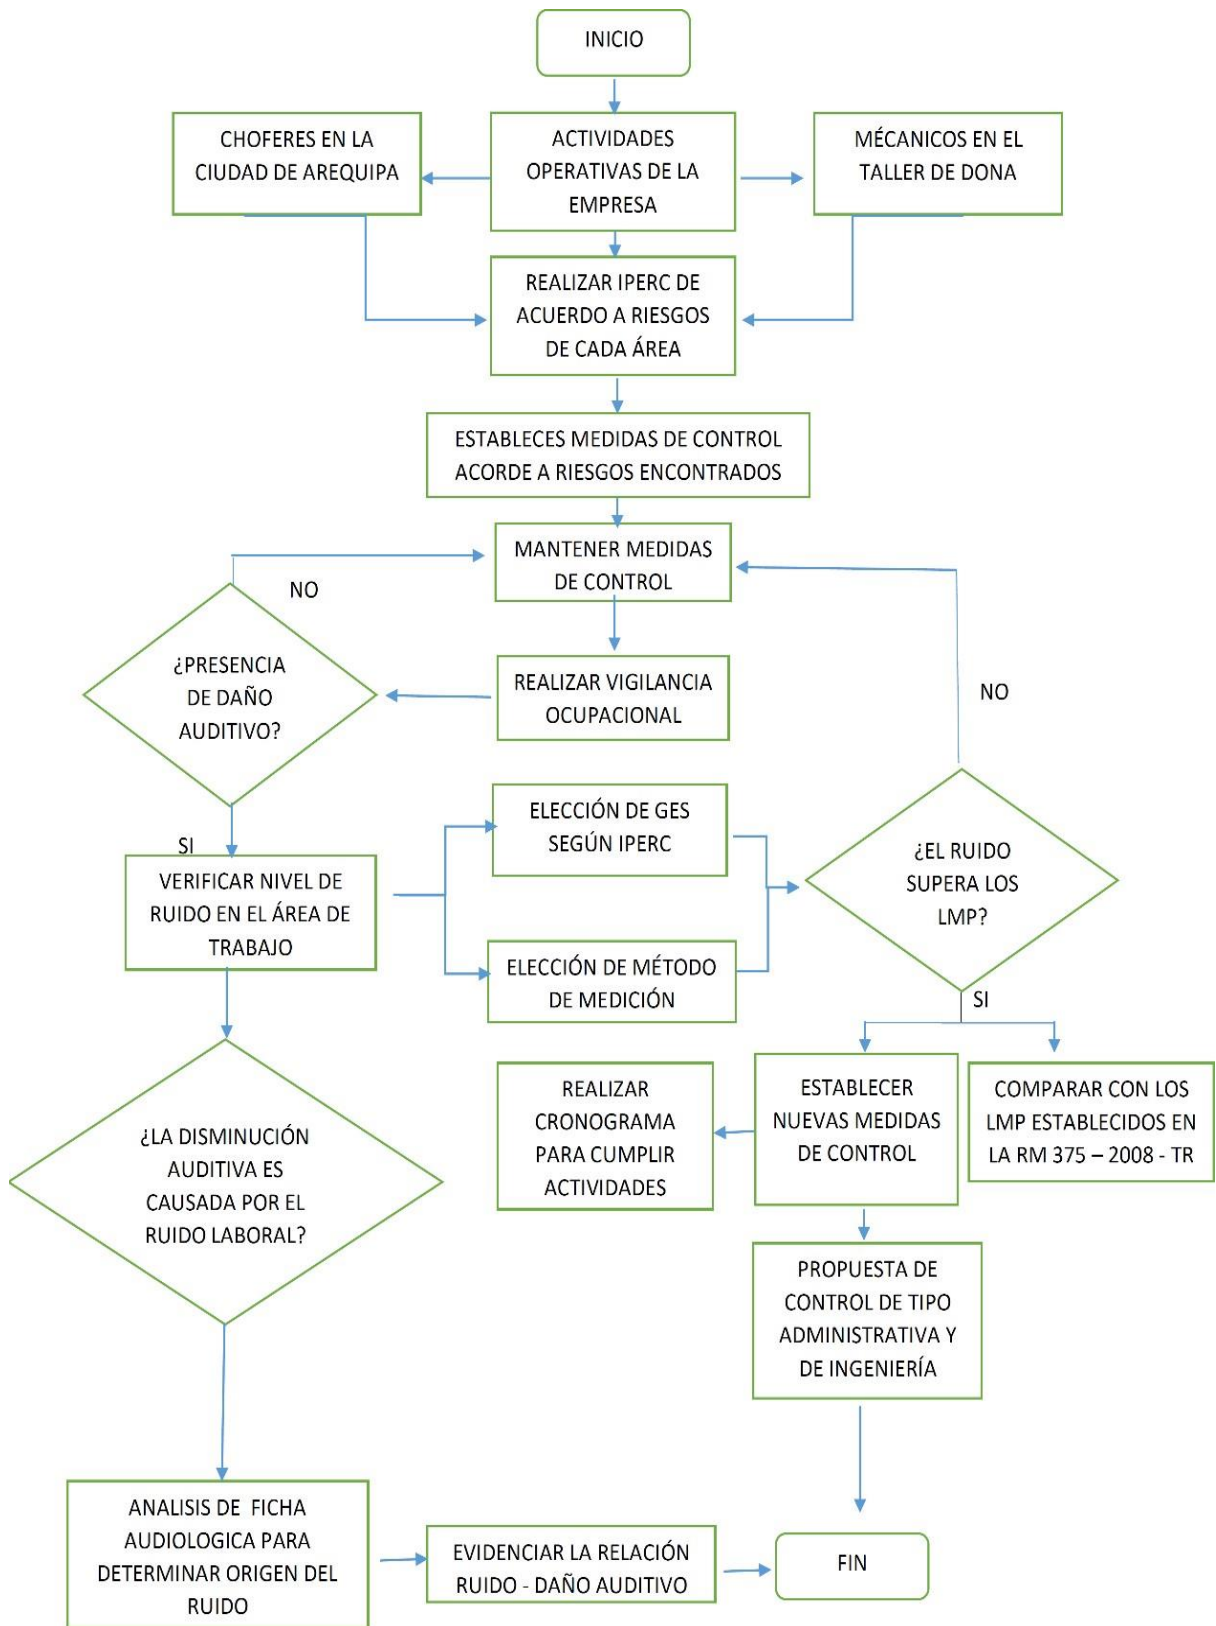 INICIO
CHOFERES EN LA
CIUDAD DE AREQUIPA
ACTIVIDADES
OPERATIVAS DE LA
EMPRESA
MÉCANICOS EN EL
TALLER DE DONA
REALIZAR IPERC DE
ACUERDO A RIESGOS
DE CADA ÁREA
ESTABLECES MEDIDAS DE CONTROL
ACORDE A RIESGOS ENCONTRADOS
MANTENER MEDIDAS
DE CONTROL
NO
¿PRESENCIA
DE DAÑO
AUDITIVO?
REALIZAR VIGILANCIA
OCUPACIONAL
NO
SI
VERIFICAR NIVEL DE
RUIDO EN EL ÁREA DE
TRABAJO
ELECCIÓN DE GES
SEGÚN IPERC
ELECCIÓN DE MÉTODO
DE MEDICIÓN
¿EL RUIDO
SUPERA LOS
LMP?
SI
¿LA DISMINUCIÓN
AUDITIVA ES
CAUSADA POR EL
RUIDO LABORAL?
REALIZAR
CRONOGRAMA
PARA CUMPLIR
ACTIVIDADES
ESTABLECER
NUEVAS MEDIDAS
DE CONTROL
COMPARAR CON LOS
LMP ESTABLECIDOS EN
LA RM 375 – 2008 - TR
PROPUESTA DE
CONTROL DE TIPO
ADMINISTRATIVA Y
DE INGENIERÍA
ANALISIS DE FICHA
AUDIOLOGICA PARA
DETERMINAR ORIGEN DEL
RUIDO
EVIDENCIAR LA RELACIÓN
RUIDO - DAÑO AUDITIVO
FIN